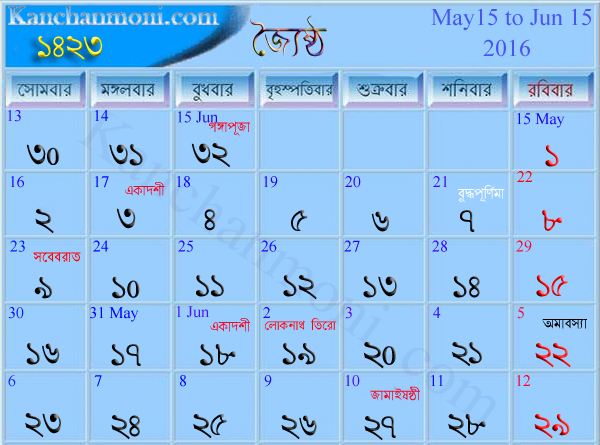 Kanchanmoni.com
১৪২৩
জ্যৈষ্ঠ
May15 to Jun 15
2016
সোমবার মঙ্গলবার বুধবার বৃহস্পতিবার শুক্রবার শনিবার রবিবার
13 14 15 Jun 15 May
গঙ্গাপূজা
৩০ ৩১ ৩২ ১
16 17 18 19 20 21 22
একাদশী বুদ্ধপূর্ণিমা
২ ৩ ৪ ৫ ৬ ৭ ৮
23 24 25 26 27 28 29
সবেবরাত
৯ ১০ ১১ ১২ ১৩ ১৪ ১৫
30 31 May 1 Jun 2 3 4 5
একাদশী লোকনাথ তিরো অমাবস্যা
১৬ ১৭ ১৮ ১৯ ২০ ২১ ২২
6 7 8 9 10 11 12
জামাইষষ্ঠী
২৩ ২৪ ২৫ ২৬ ২৭ ২৮ ২৯
Kanchanmoni.com